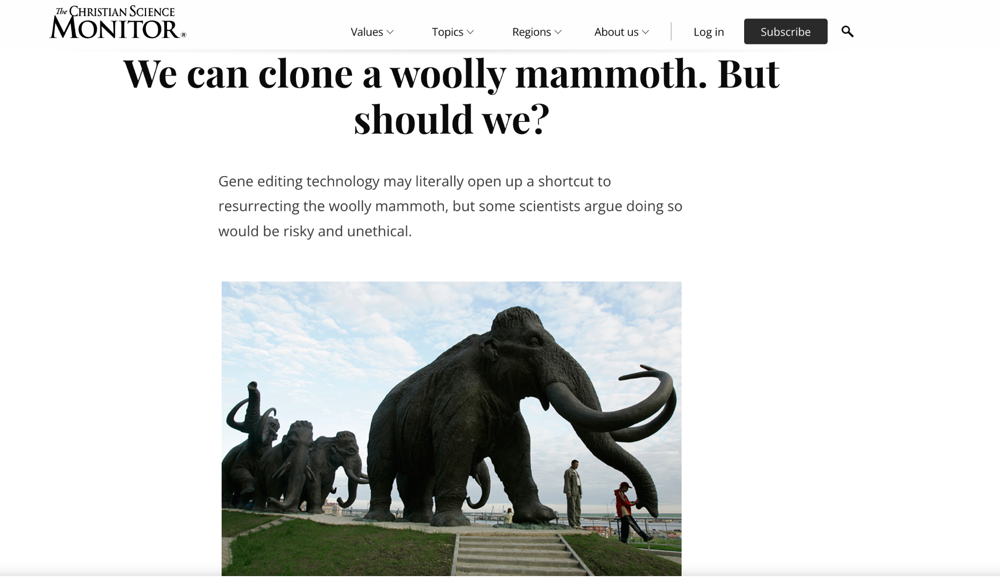 The CHRISTIAN SCIENCE
MONITOR®
Values
Topics
Regions
About us
Log in
Subscribe
We can clone a woolly mammoth. But
should we?
Gene editing technology may literally open up a shortcut to
resurrecting the woolly mammoth, but some scientists argue doing so
would be risky and unethical.